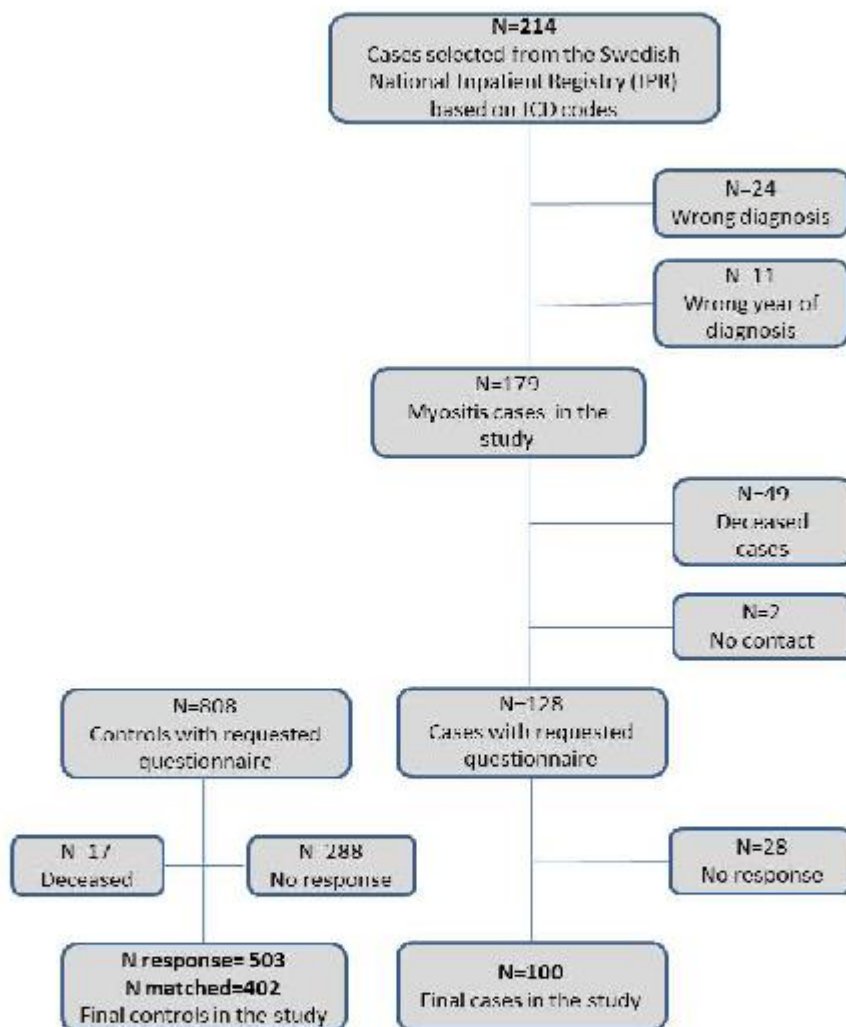 N=214
Cases selected from the Swedish
National Inpatient Registry (IPR)
based on ICD codes
N=24
Wrong diagnosis
N=11
Wrong year of
diagnosis
N=179
Myositis cases in the
study
N=49
Deceased
cases
N=2
No contact
N=808
Controls with requested
questionnaire
N=128
Cases with requested
questionnaire
N=17
Deceased
N=288
No response
N=28
No response
N response= 503
N matched=402
Final controls in the study
N=100
Final cases in the study